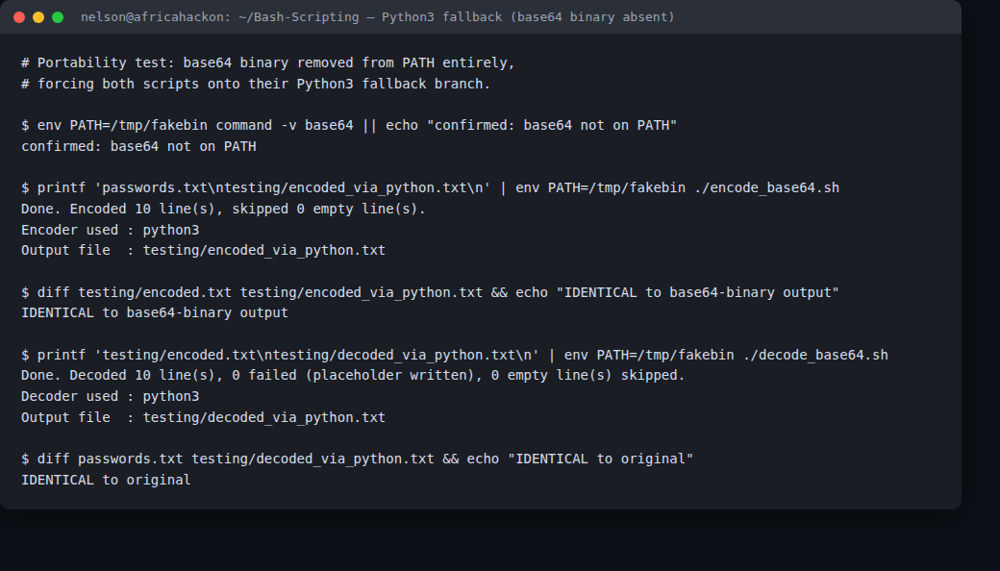 nelson@africahackon: ~/Bash-Scripting — Python3 fallback (base64 binary absent)
# Portability test: base64 binary removed from PATH entirely,
# forcing both scripts onto their Python3 fallback branch.
$ env PATH=/tmp/fakebin command -v base64 || echo "confirmed: base64 not on PATH"
confirmed: base64 not on PATH
$ printf 'passwords.txt\ntesting/encoded_via_python.txt\n' | env PATH=/tmp/fakebin ./encode_base64.sh
Done. Encoded 10 line(s), skipped 0 empty line(s).
Encoder used : python3
Output file  : testing/encoded_via_python.txt
$ diff testing/encoded.txt testing/encoded_via_python.txt && echo "IDENTICAL to base64-binary output"
IDENTICAL to base64-binary output
$ printf 'testing/encoded.txt\ntesting/decoded_via_python.txt\n' | env PATH=/tmp/fakebin ./decode_base64.sh
Done. Decoded 10 line(s), 0 failed (placeholder written), 0 empty line(s) skipped.
Decoder used : python3
Output file  : testing/decoded_via_python.txt
$ diff passwords.txt testing/decoded_via_python.txt && echo "IDENTICAL to original"
IDENTICAL to original